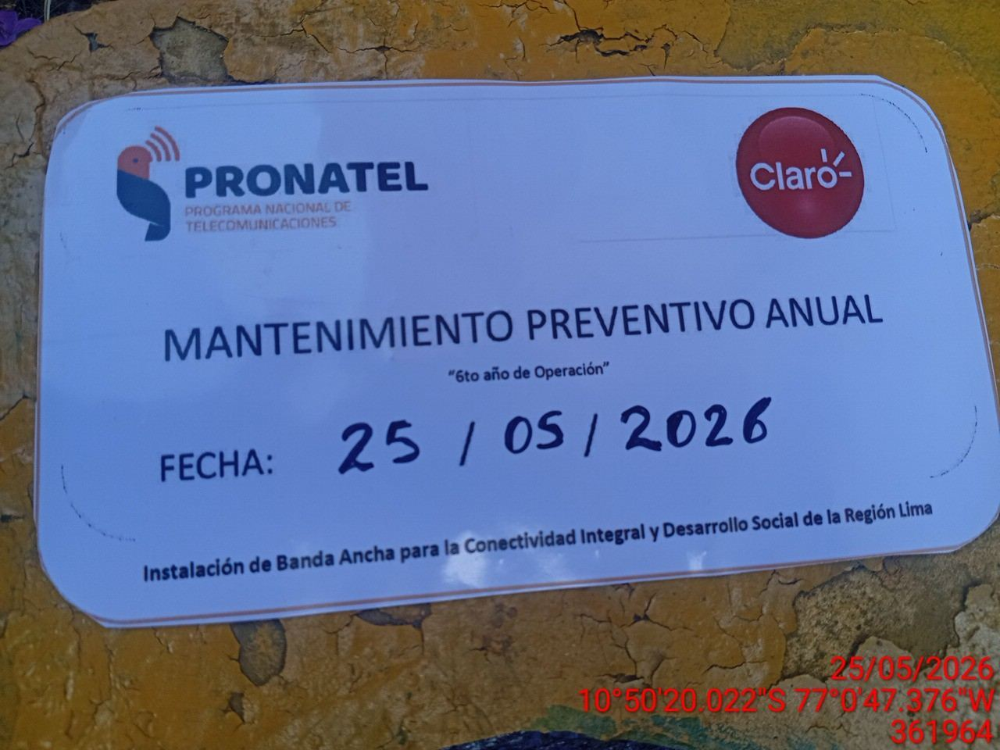 PRONATEL
PROGRAMA NACIONAL DE
TELECOMUNICACIONES
Claro
MANTENIMIENTO PREVENTIVO ANUAL
"6to año de Operación"
FECHA: 25 / 05 / 2026
Instalación de Banda Ancha para la Conectividad Integral y Desarrollo Social de la Región Lima
25/05/2026
10°50'20.022"S 77°0'47.376"W
361964